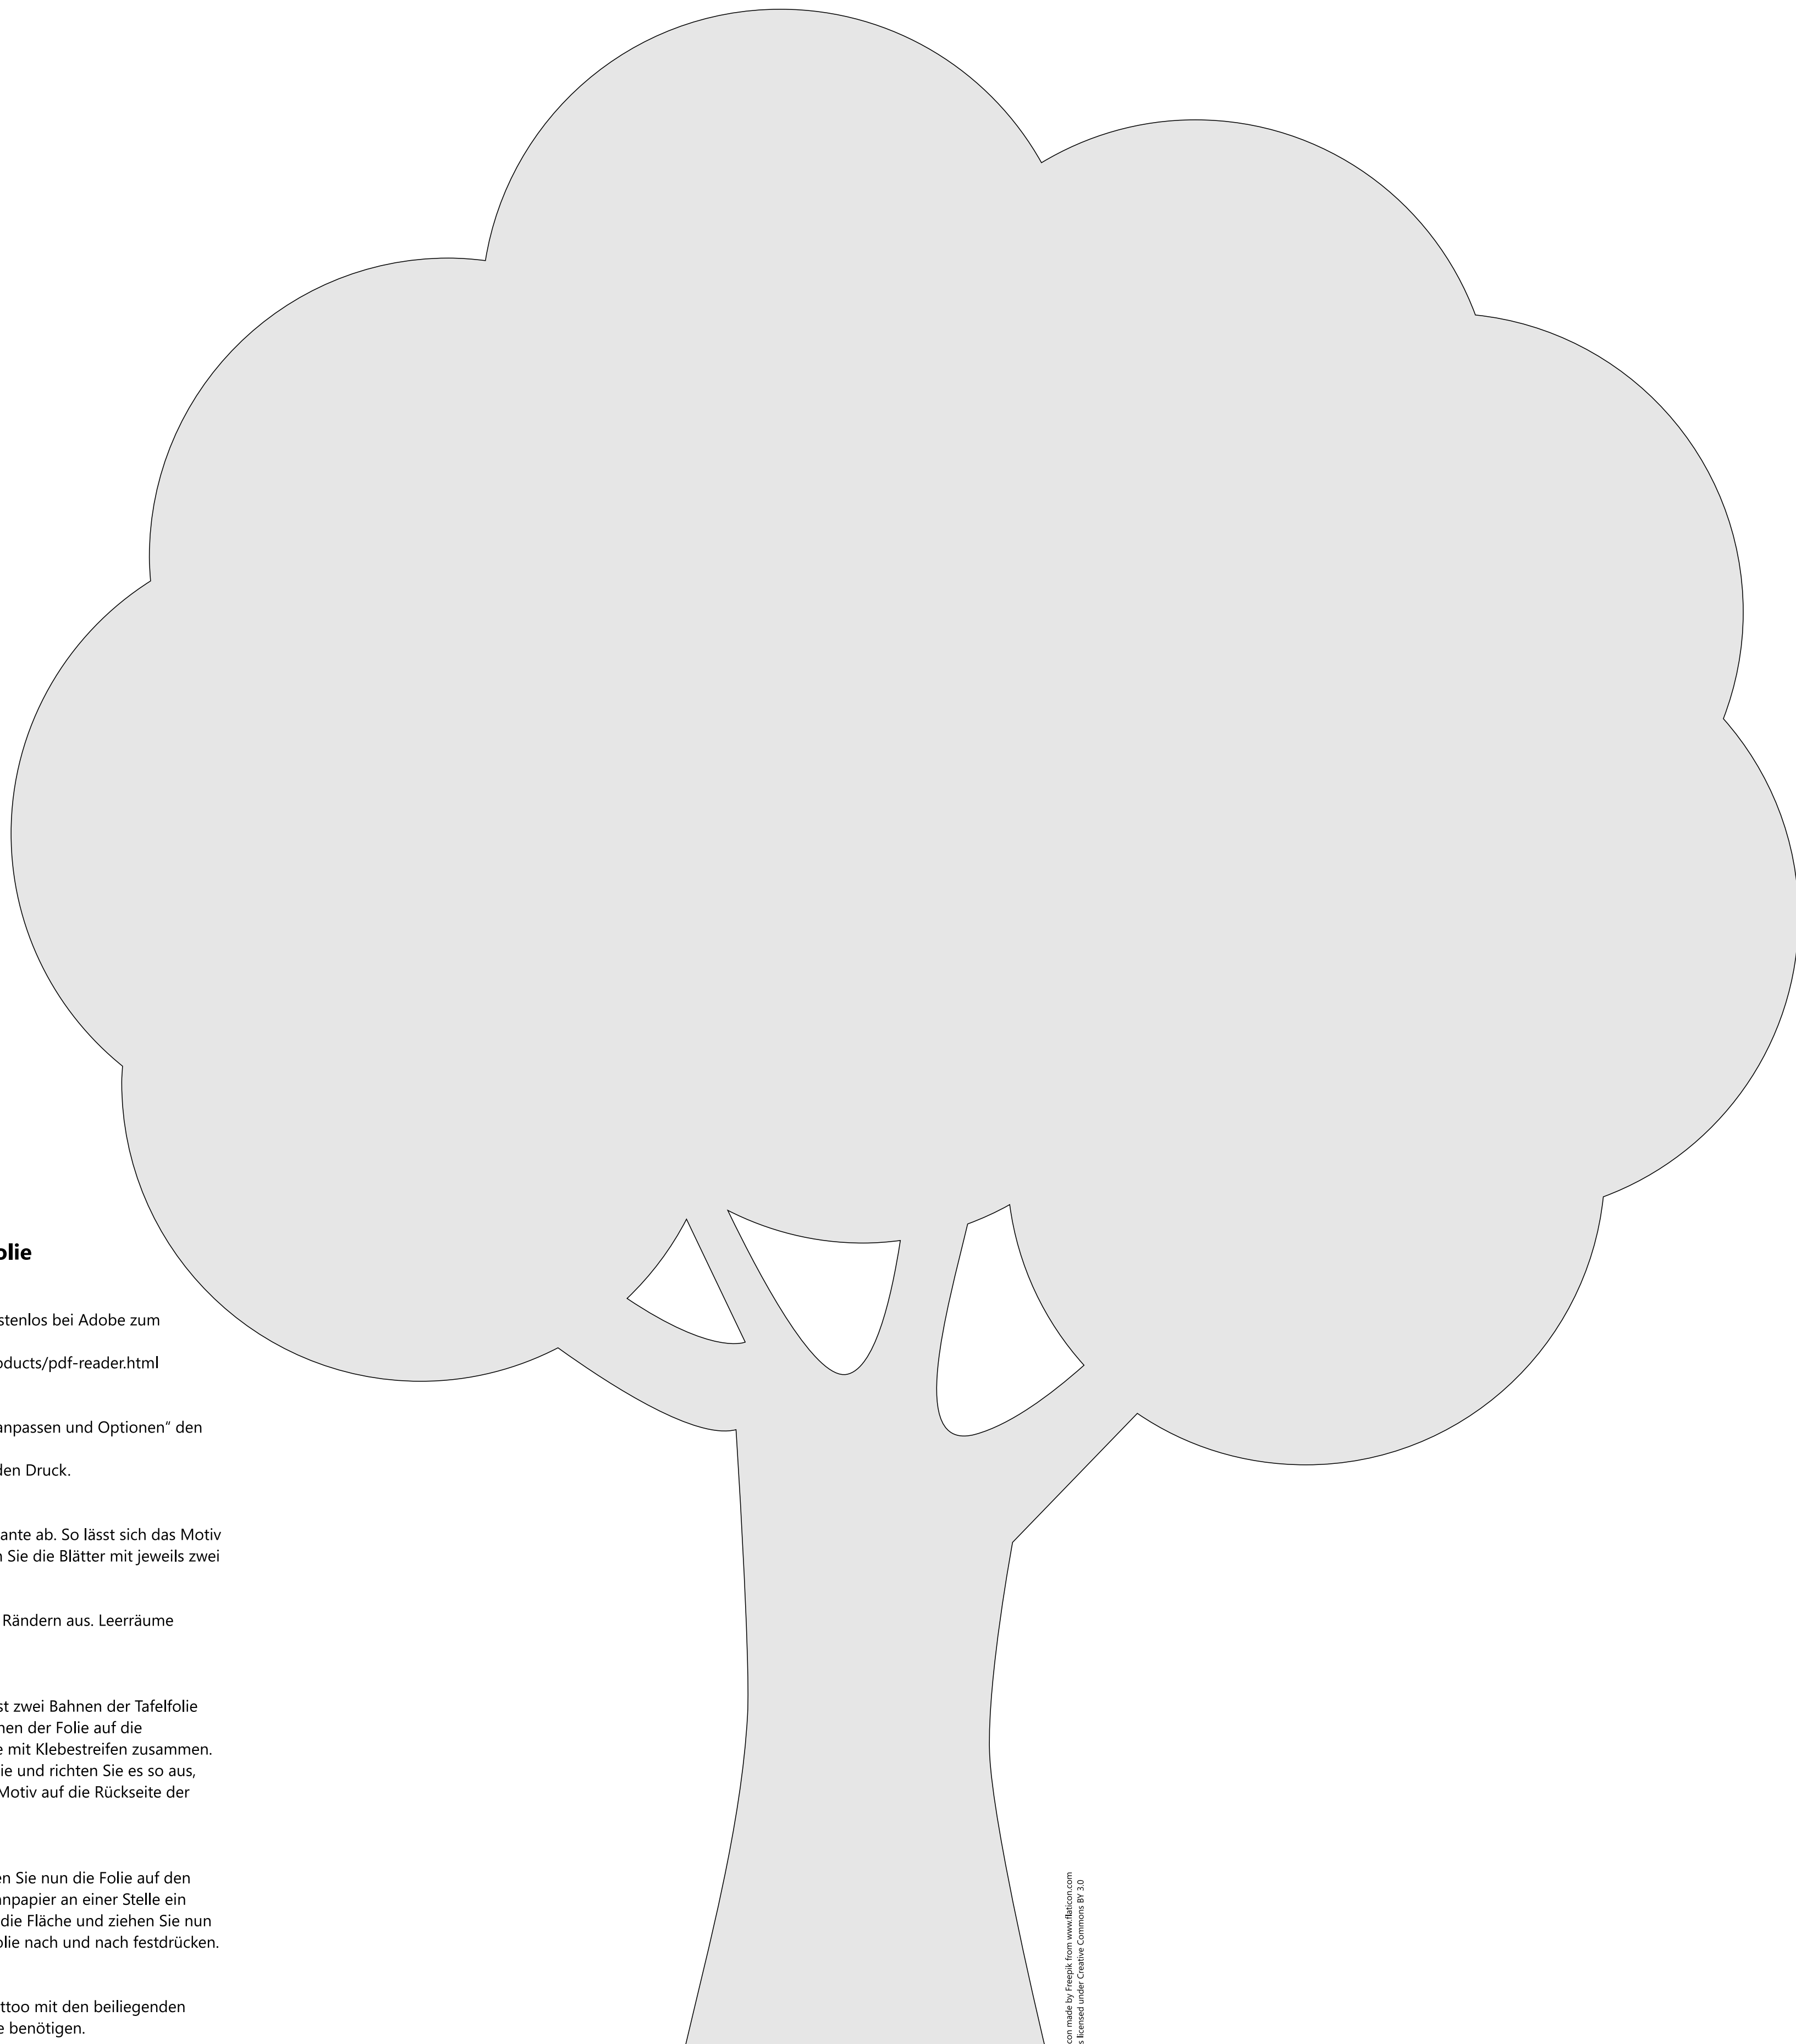 olie
stenlos bei Adobe zum
oducts/pdf-reader.html
anpassen und Optionen“ den
den Druck.
ante ab. So lässt sich das Motiv
n Sie die Blätter mit jeweils zwei
Rändern aus. Leerräume
st zwei Bahnen der Tafelfolie
nen der Folie auf die
e mit Klebestreifen zusammen.
ie und richten Sie es so aus,
Motiv auf die Rückseite der
en Sie nun die Folie auf den
npapier an einer Stelle ein
die Fläche und ziehen Sie nun
olie nach und nach festdrücken.
ttoo mit den beiliegenden
e benötigen.
con made by Freepik from www.flaticon.com
s licensed under Creative Commons BY 3.0